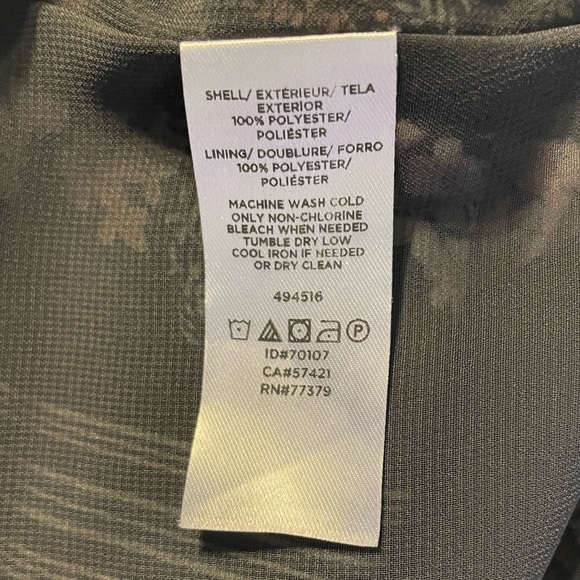 SHELL/ EXTÉRIEUR/ TELA
EXTERIOR
100% POLYESTER/
POLIÉSTER
LINING/ DOUBLURE/ FORRO
100% POLYESTER/
POLIÉSTER
MACHINE WASH COLD
ONLY NON-CHLORINE
BLEACH WHEN NEEDED
TUMBLE DRY LOW
COOL IRON IF NEEDED
OR DRY CLEAN
494516
P
ID#70107
CA#57421
RN#77379